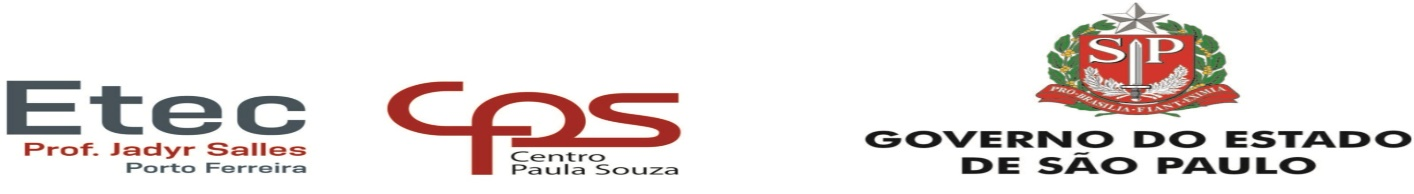 Etec
Prof. Jadyr Salles
Porto Ferreira
cps
Centro
Paula Souza
SP
PRO·BRASILIA·FIANT·EXIMIA
GOVERNO DO ESTADO
DE SÃO PAULO